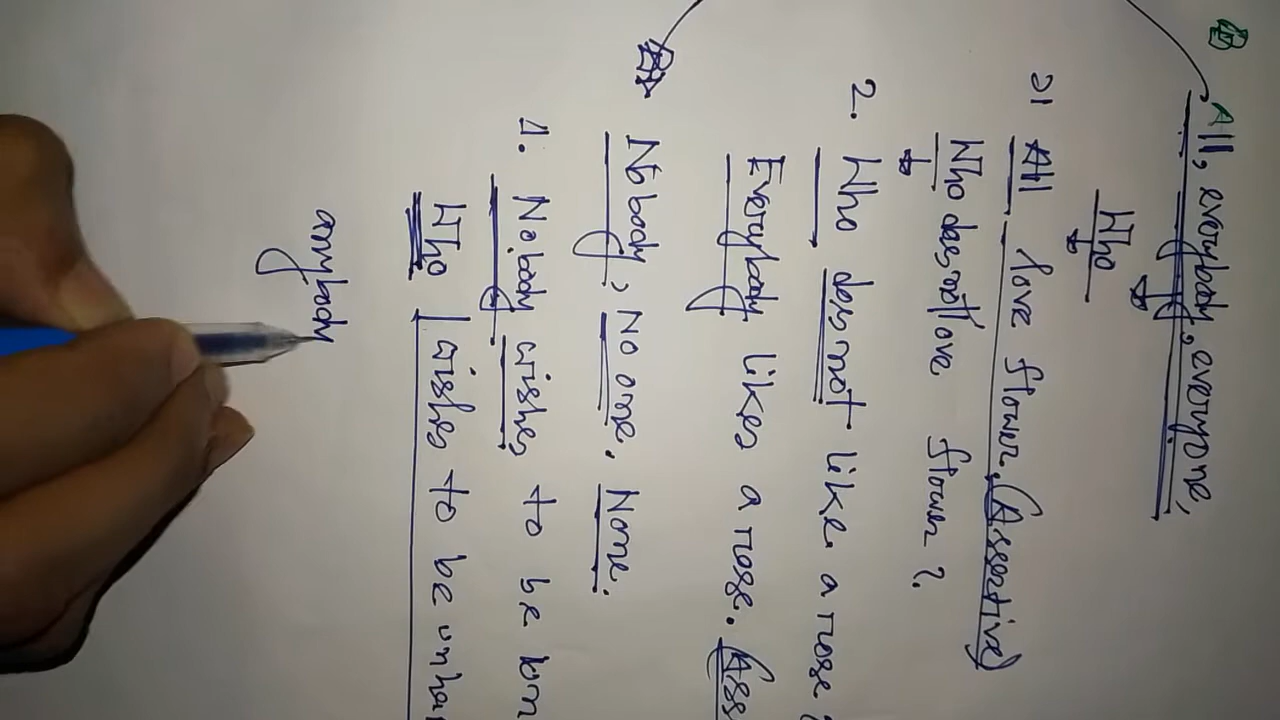 All, everybody, everyone,
Who
১। All love flower. (Assertive)
Who does not love flower ?
2. Who does not like a rose ?
Everybody likes a rose. (Ass
Nobody, No one, None.
1. Nobody wishes to be
Who wishes to be unha
anybody